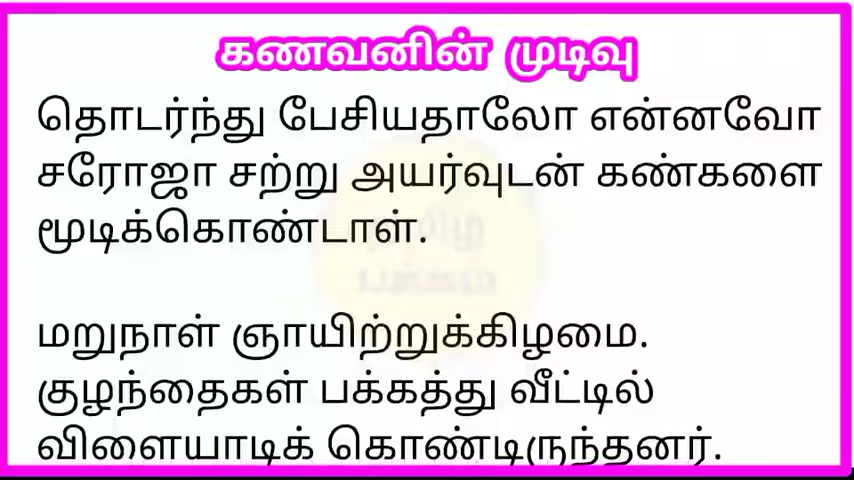 கணவனின் முடிவு
தொடர்ந்து பேசியதாலோ என்னவோ
சரோஜா சற்று அயர்வுடன் கண்களை
மூடிக்கொண்டாள்.
மறுநாள் ஞாயிற்றுக்கிழமை.
குழந்தைகள் பக்கத்து வீட்டில்
விளையாடிக் கொண்டிருந்தனர்.